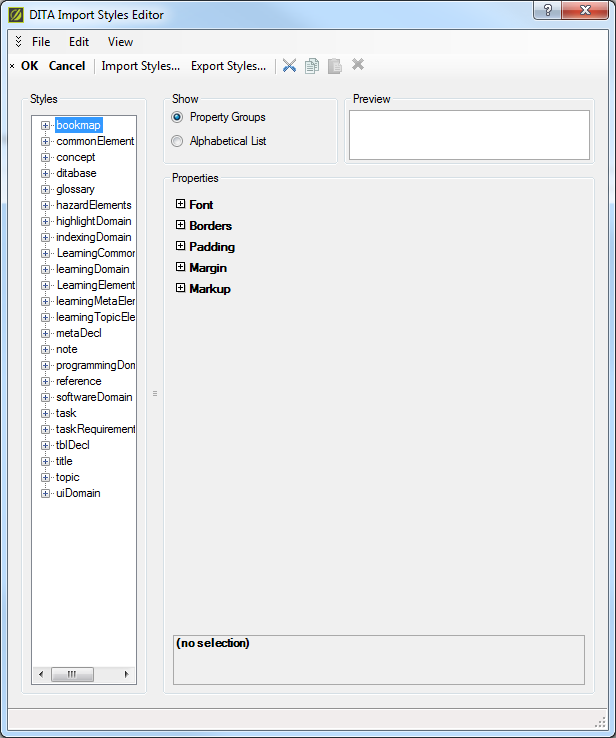 DITA Import Styles Editor
File Edit View
OK Cancel Import Styles... Export Styles...
Styles
bookmap
commonElement
concept
ditabase
glossary
hazardElements
highlightDomain
indexingDomain
LearningCommon
learningDomain
LearningElement
learningMetaElem
learningTopicEle
metaDecl
note
programmingDom
reference
softwareDomain
task
taskRequirement
tblDecl
title
topic
uiDomain
Show
Property Groups
Alphabetical List
Preview
Properties
Font
Borders
Padding
Margin
Markup
(no selection)